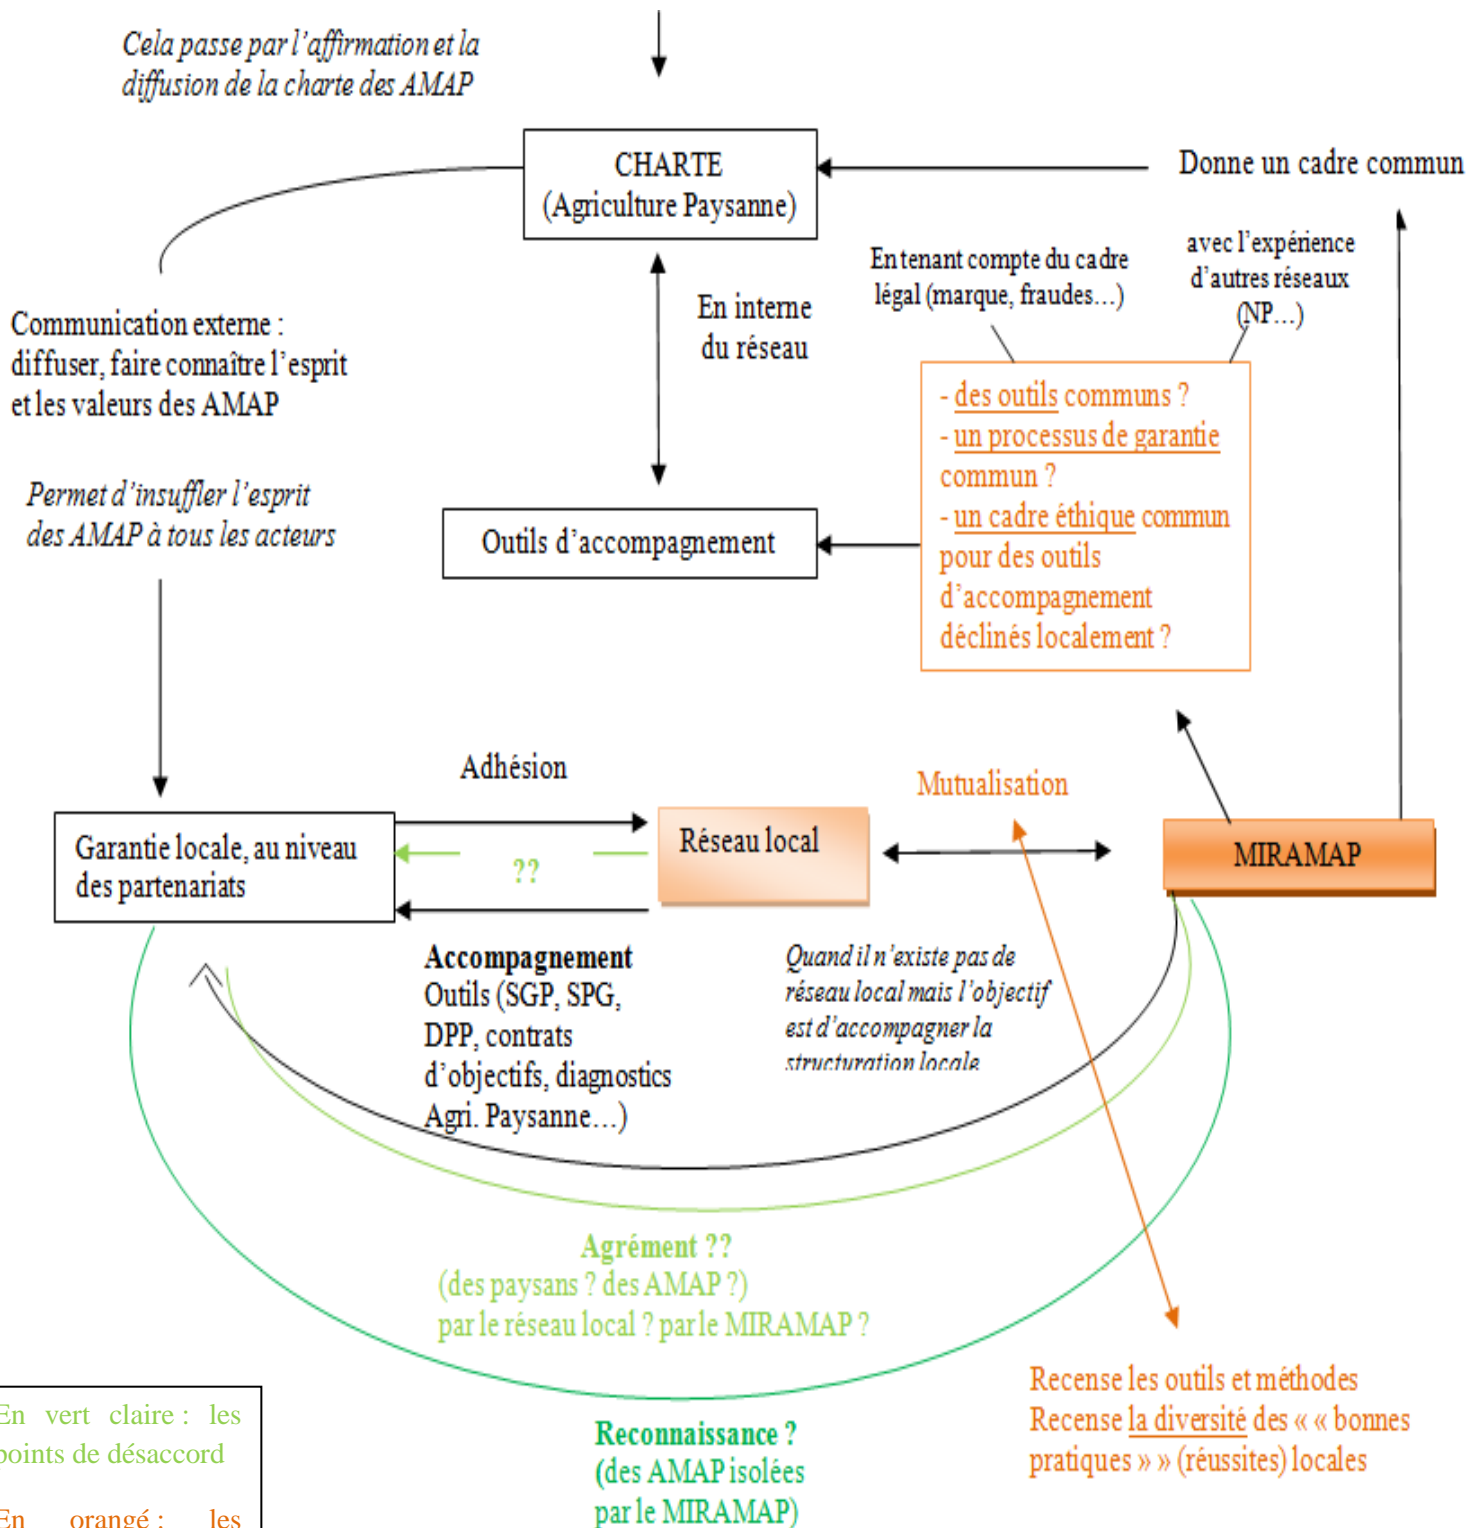 Cela passe par l'affirmation et la
diffusion de la charte des AMAP
CHARTE
(Agriculture Paysanne)
Donne un cadre commun
En tenant compte du cadre
légal (marque, fraudes…)
avec l'expérience
d'autres réseaux
(NP…)
En interne
du réseau
Communication externe :
diffuser, faire connaître l'esprit
et les valeurs des AMAP
- des outils communs ?
- un processus de garantie
commun ?
- un cadre éthique commun
pour des outils
d'accompagnement
déclinés localement ?
Permet d'insuffler l'esprit
des AMAP à tous les acteurs
Outils d'accompagnement
Adhésion
Mutualisation
Garantie locale, au niveau
des partenariats
??
Réseau local
MIRAMAP
Accompagnement
Outils (SGP, SPG,
DPP, contrats
d'objectifs, diagnostics
Agri. Paysanne…)
Quand il n'existe pas de
réseau local mais l'objectif
est d'accompagner la
structuration locale
Agrément ??
(des paysans ? des AMAP ?)
par le réseau local ? par le MIRAMAP ?
Reconnaissance ?
(des AMAP isolées
par le MIRAMAP)
Recense les outils et méthodes
Recense la diversité des « « bonnes
pratiques » » (réussites) locales
En vert claire : les
points de désaccord
En orangé : les